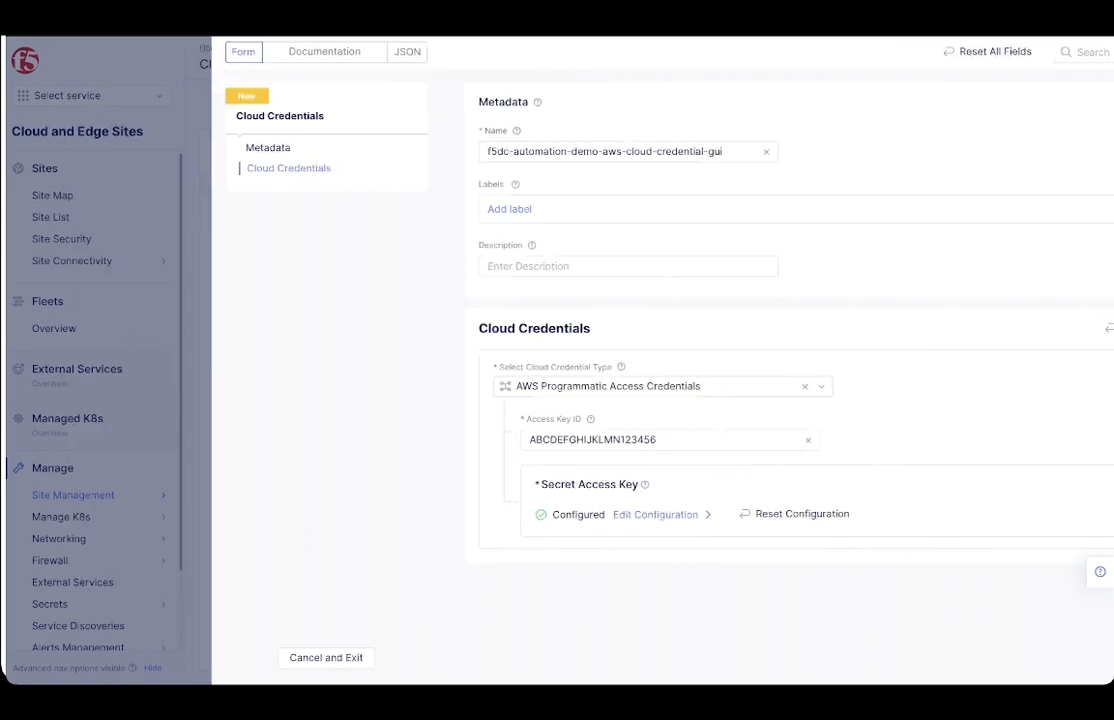 f5
Select service
Cloud and Edge Sites
Sites
Site Map
Site List
Site Security
Site Connectivity
Fleets
Overview
External Services
Overview
Managed K8s
Overview
Manage
Site Management
Manage K8s
Networking
Firewall
External Services
Secrets
Service Discoveries
Alerts Management
Advanced nav options visible
Hide
Form
Documentation
JSON
Reset All Fields
Search
New
Cloud Credentials
Metadata
Cloud Credentials
Metadata
* Name
f5dc-automation-demo-aws-cloud-credential-gui
Labels
Add label
Description
Enter Description
Cloud Credentials
* Select Cloud Credential Type
AWS Programmatic Access Credentials
* Access Key ID
ABCDEFGHIJKLMN123456
* Secret Access Key
Configured Edit Configuration
Reset Configuration
Cancel and Exit